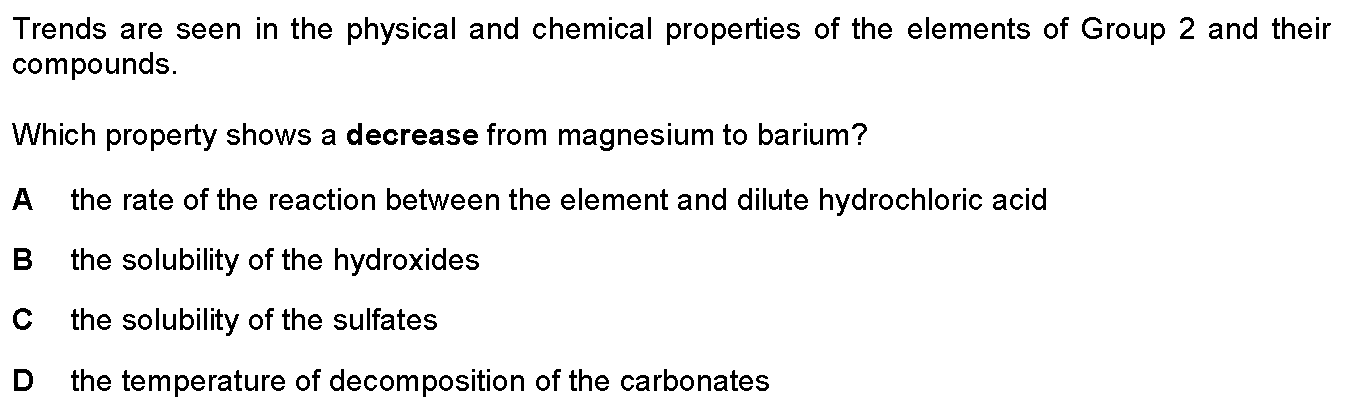 Trends are seen in the physical and chemical properties of the elements of Group 2 and their
compounds.
Which property shows a decrease from magnesium to barium?
A the rate of the reaction between the element and dilute hydrochloric acid
B the solubility of the hydroxides
C the solubility of the sulfates
D the temperature of decomposition of the carbonates